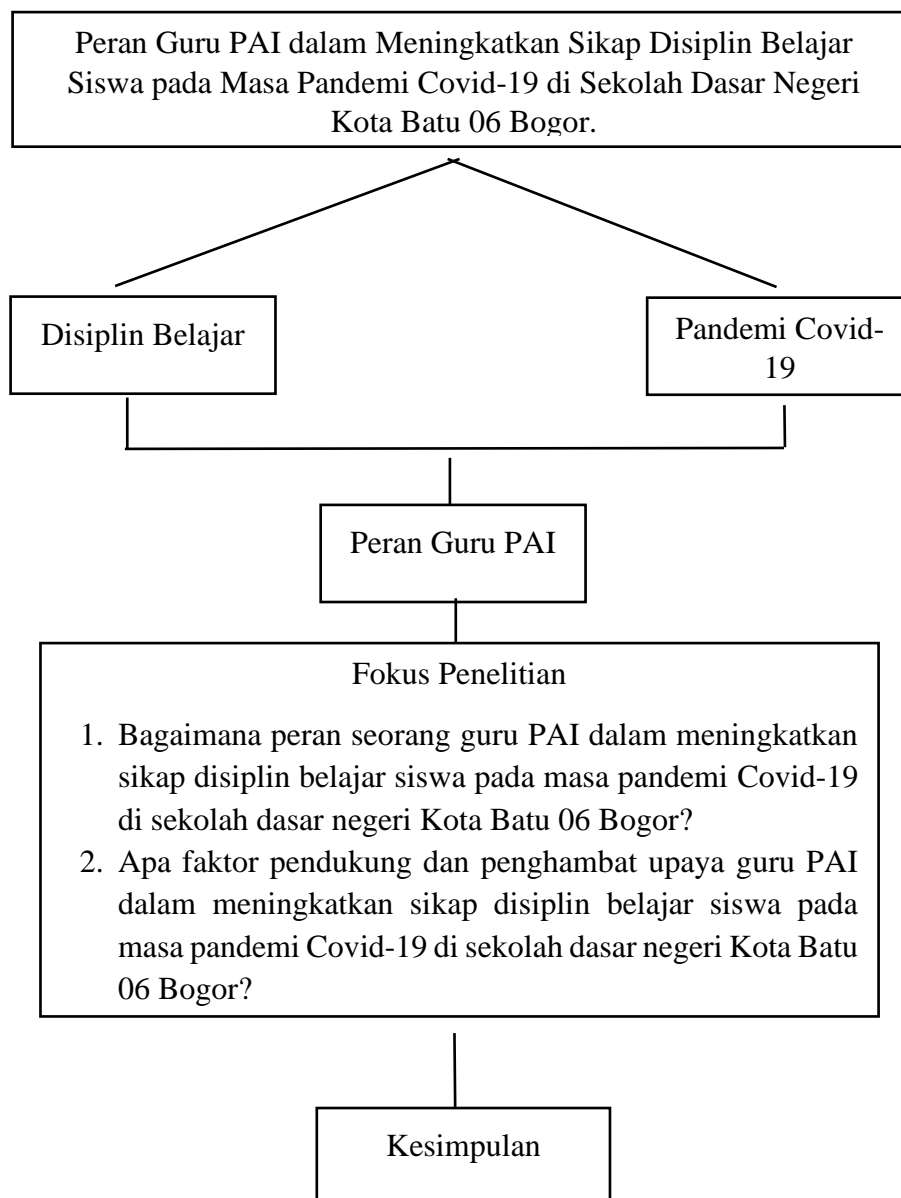 Peran Guru PAI dalam Meningkatkan Sikap Disiplin Belajar
Siswa pada Masa Pandemi Covid-19 di Sekolah Dasar Negeri
Kota Batu 06 Bogor.
Disiplin Belajar
Pandemi Covid-
19
Peran Guru PAI
Fokus Penelitian
1. Bagaimana peran seorang guru PAI dalam meningkatkan
sikap disiplin belajar siswa pada masa pandemi Covid-19
di sekolah dasar negeri Kota Batu 06 Bogor?
2. Apa faktor pendukung dan penghambat upaya guru PAI
dalam meningkatkan sikap disiplin belajar siswa pada
masa pandemi Covid-19 di sekolah dasar negeri Kota Batu
06 Bogor?
Kesimpulan